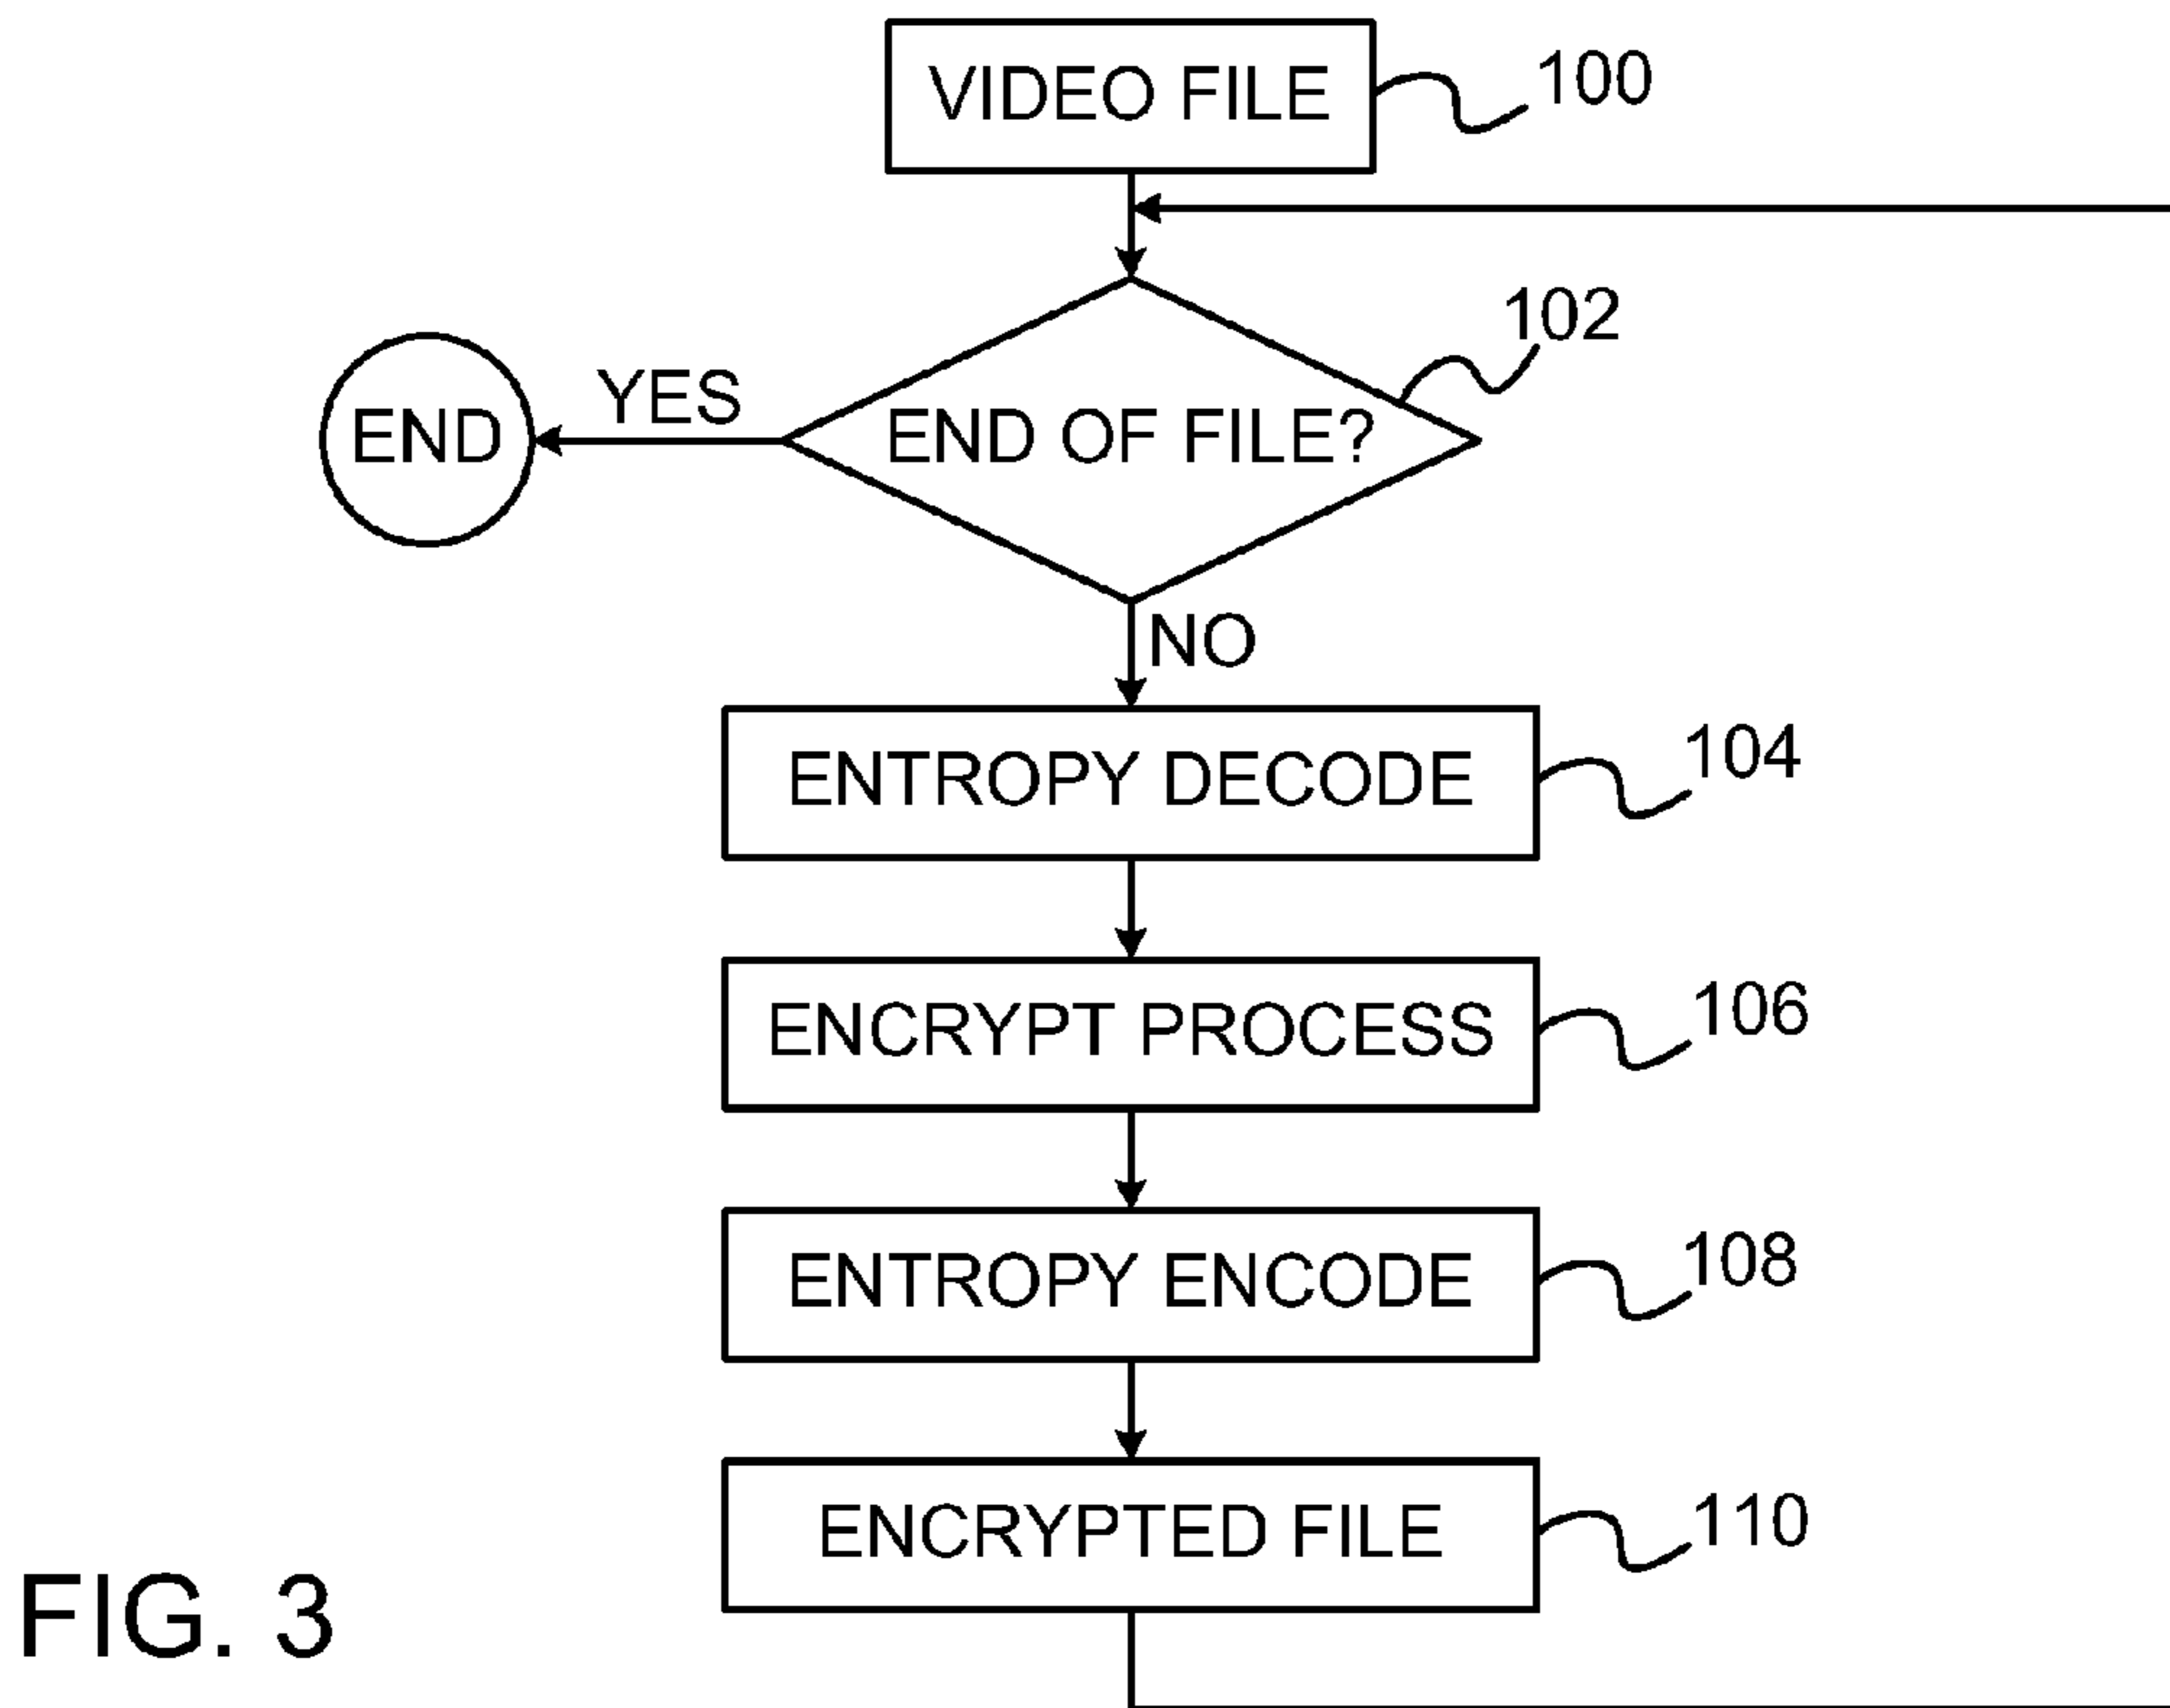 VIDEO FILE
100
102
END
YES
END OF FILE?
NO
ENTROPY DECODE
104
ENCRYPT PROCESS
106
ENTROPY ENCODE
108
ENCRYPTED FILE
110
FIG. 3